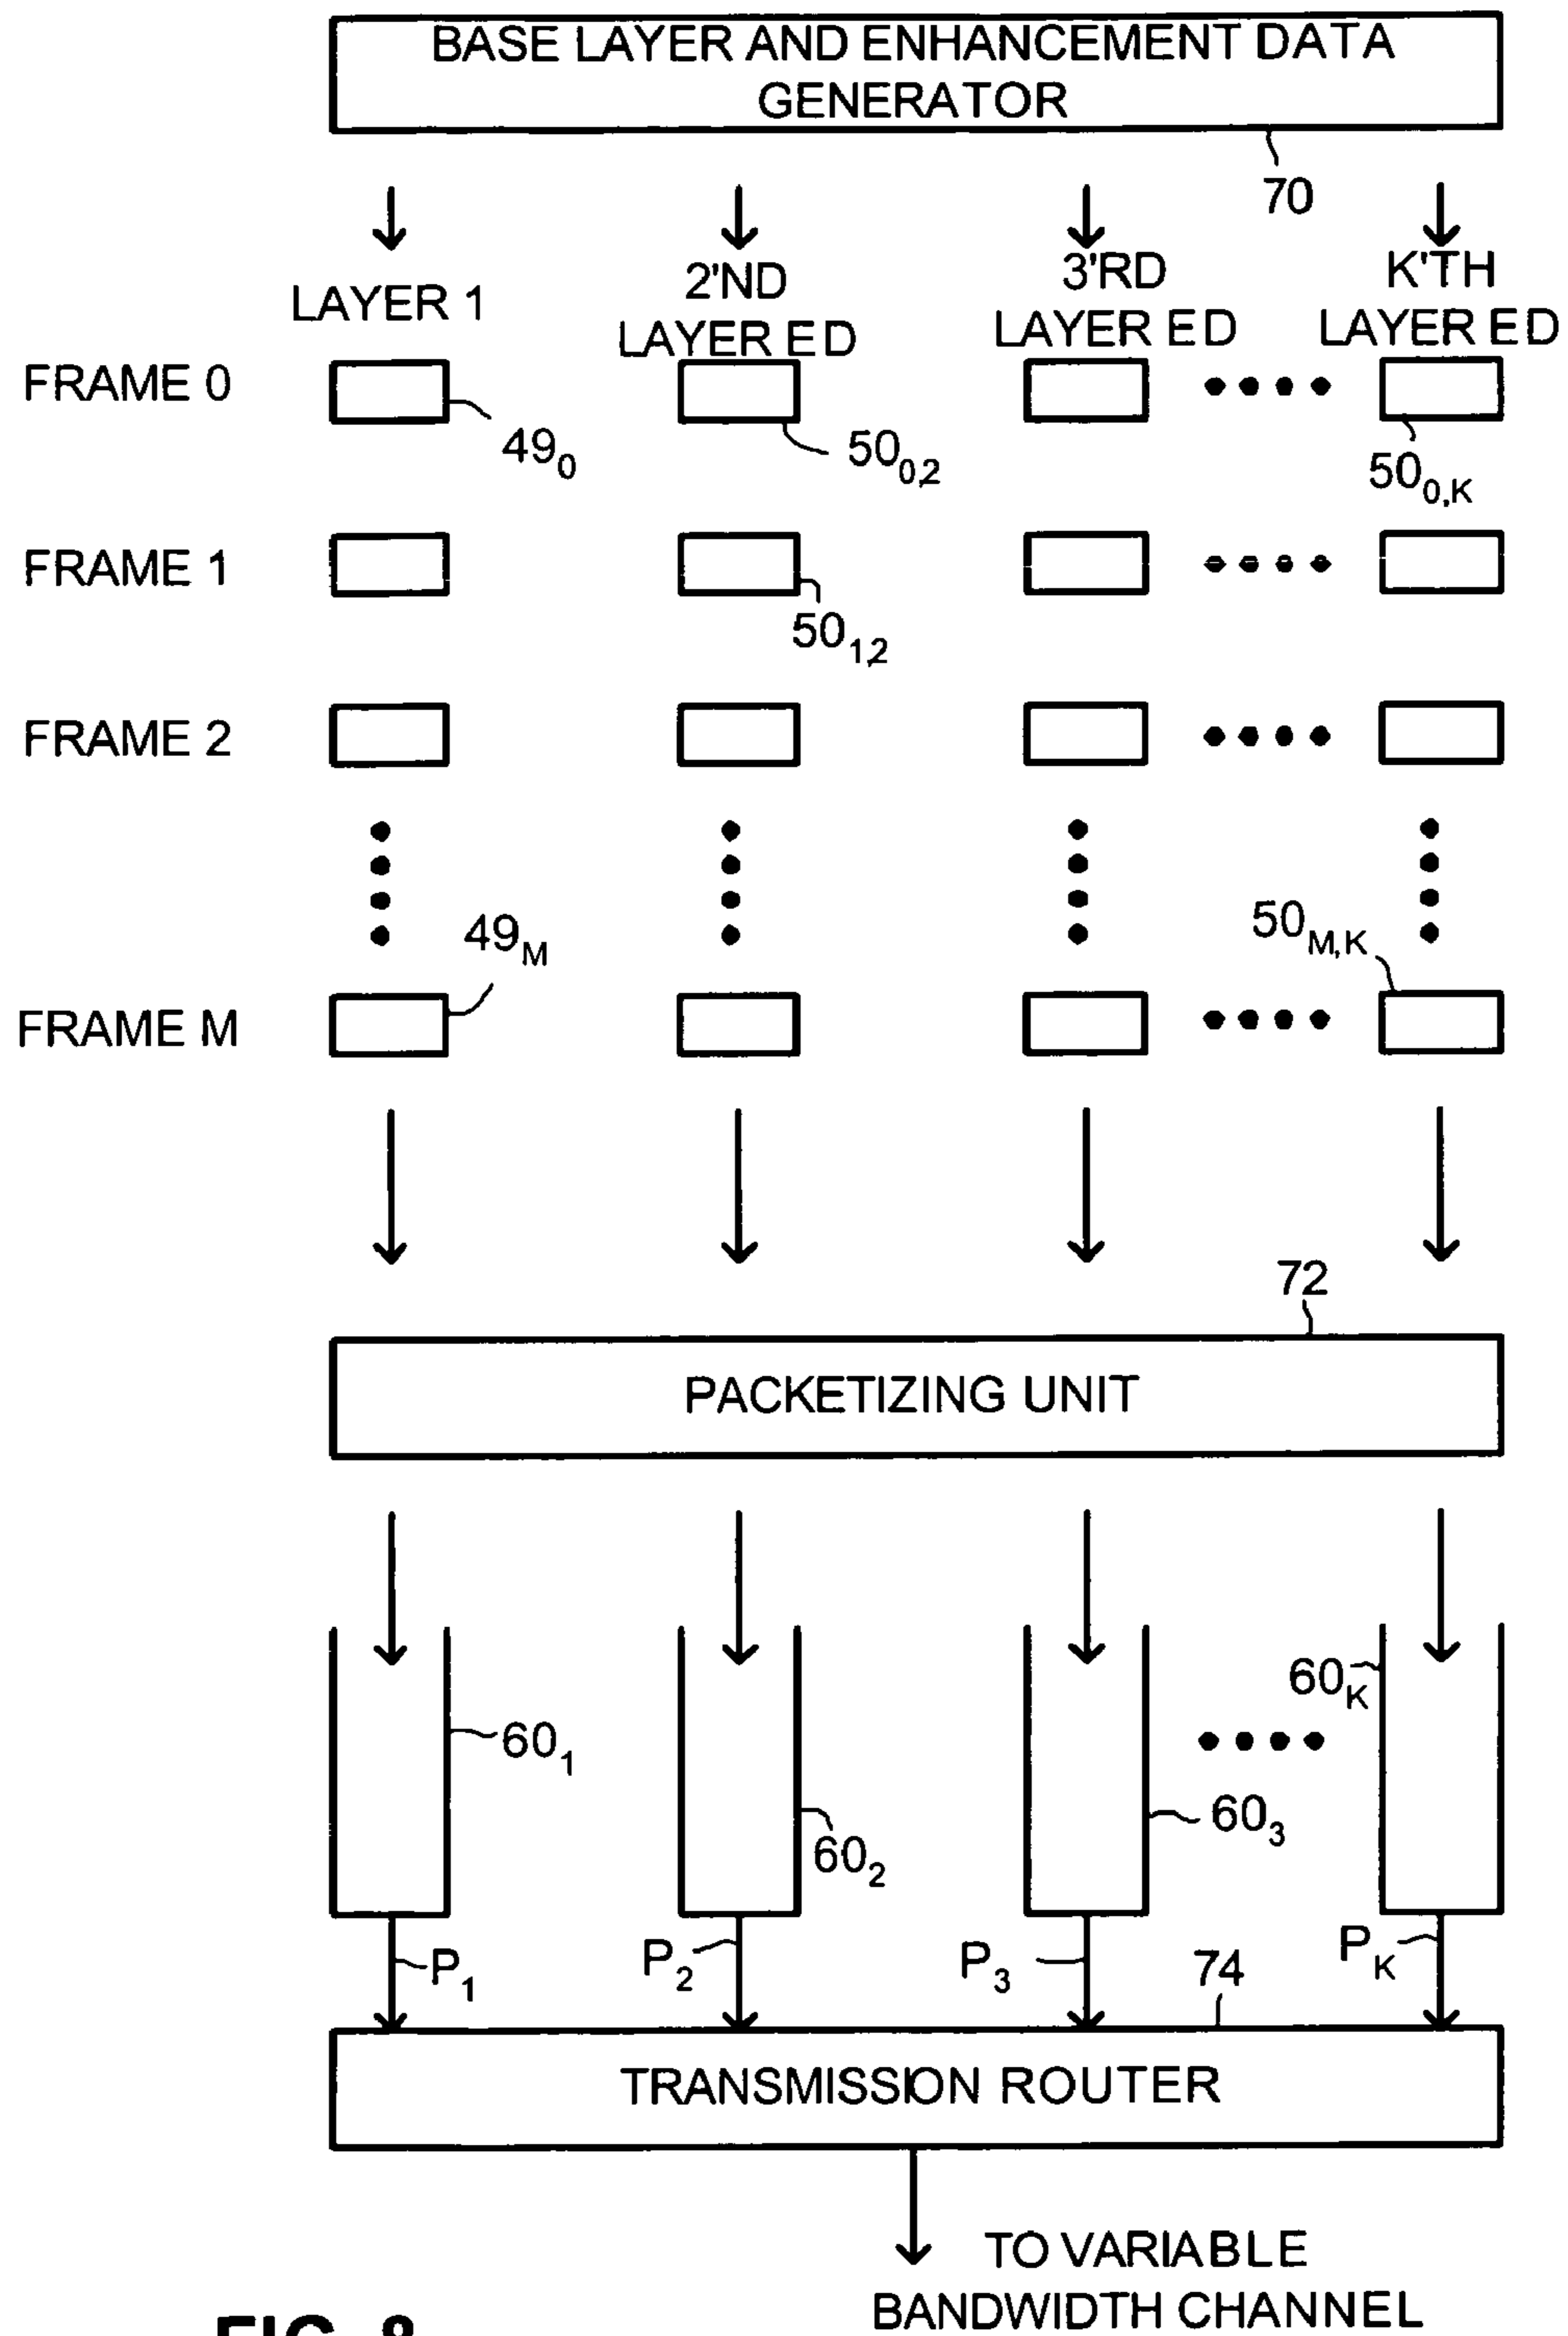 BASE LAYER AND ENHANCEMENT DATA
GENERATOR
70
LAYER 1
2'ND
LAYER ED
3'RD
LAYER ED
K'TH
LAYER ED
FRAME 0
49₀
50₀,₂
50₀,K
FRAME 1
50₁,₂
FRAME 2
49M
50M,K
FRAME M
72
PACKETIZING UNIT
60₁
60₂
60₃
60K
P₁
P₂
P₃
PK
74
TRANSMISSION ROUTER
TO VARIABLE
BANDWIDTH CHANNEL
FIG. 8